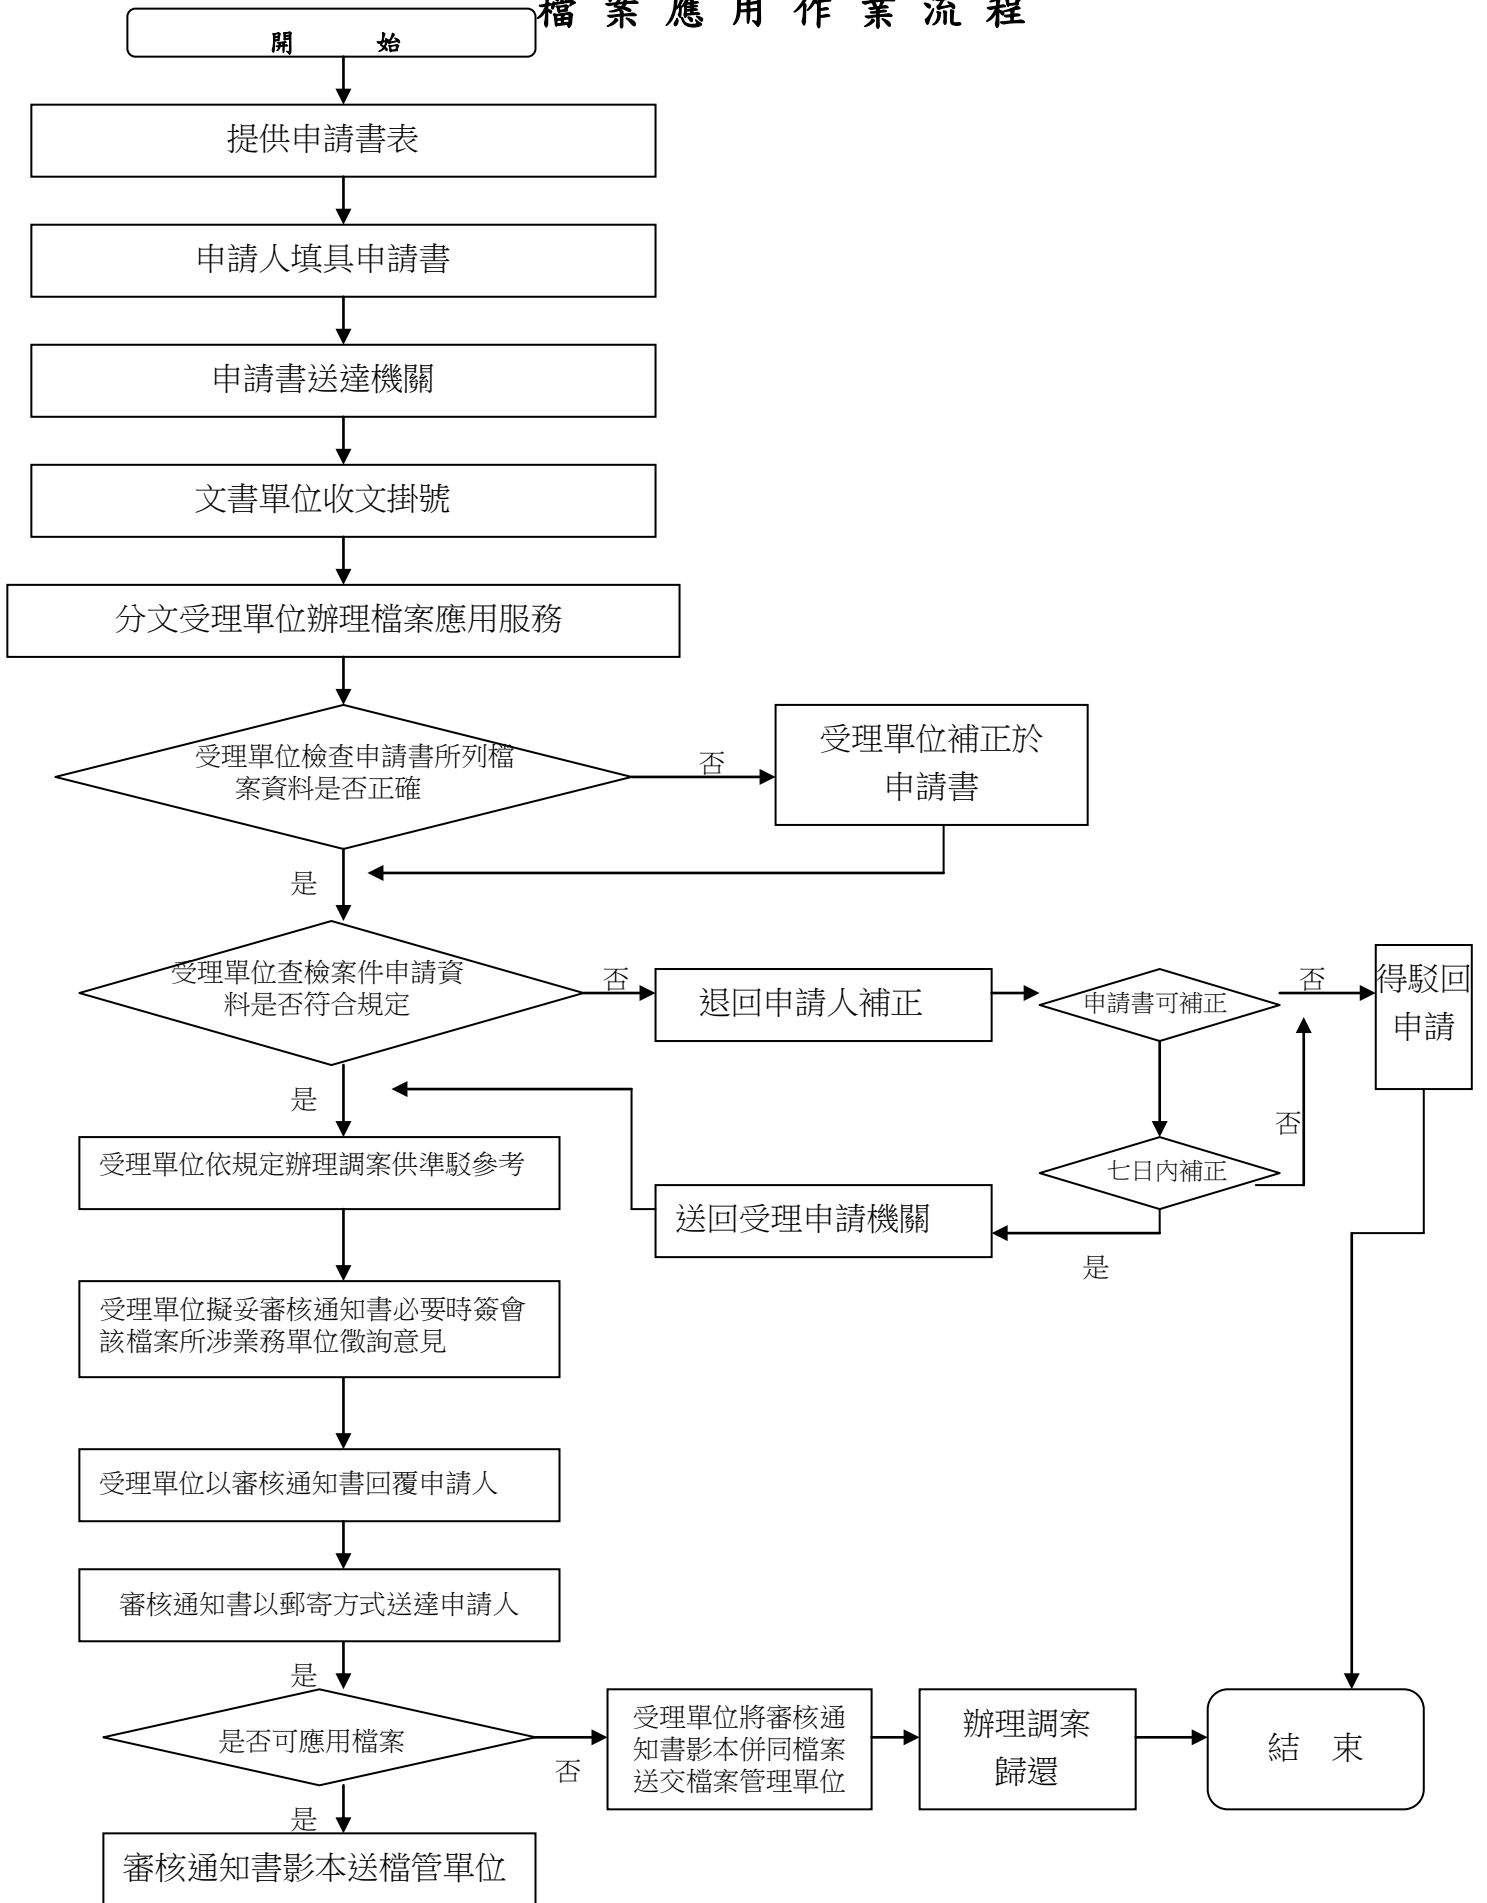 檔案應用作業流程
開 始
提供申請書表
申請人填具申請書
申請書送達機關
文書單位收文掛號
分文受理單位辦理檔案應用服務
受理單位檢查申請書所列檔
案資料是否正確
否
受理單位補正於
申請書
是
受理單位查檢案件申請資
料是否符合規定
否
退回申請人補正
申請書可補正
否
得駁回
申請
是
受理單位依規定辦理調案供準駁參考
否
七日內補正
送回受理申請機關
是
受理單位擬妥審核通知書必要時簽會
該檔案所涉業務單位徵詢意見
受理單位以審核通知書回覆申請人
審核通知書以郵寄方式送達申請人
是
是否可應用檔案
否
受理單位將審核通
知書影本併同檔案
送交檔案管理單位
辦理調案
歸還
結 束
是
審核通知書影本送檔管單位